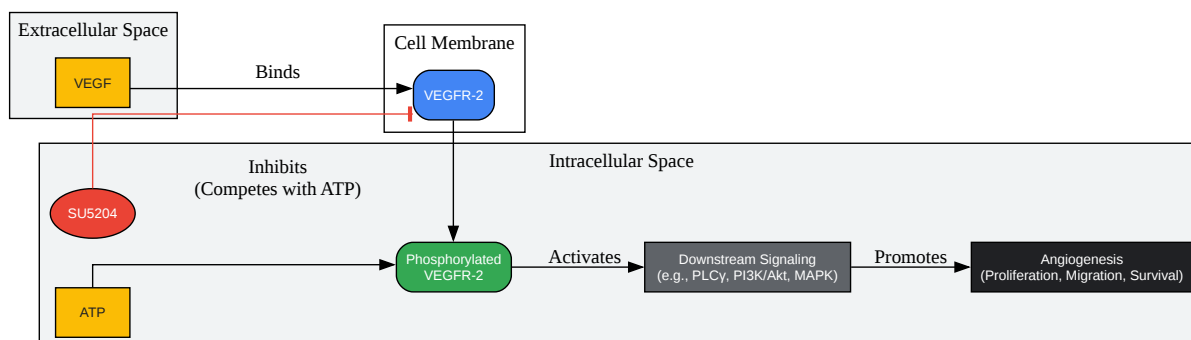 Extracellular Space
Cell Membrane
VEGF
Binds
VEGFR-2
Intracellular Space
Inhibits
(Competes with ATP)
SU5204
Phosphorylated
VEGFR-2
Activates
Downstream Signaling
(e.g., PLCγ, PI3K/Akt, MAPK)
Promotes
Angiogenesis
(Proliferation, Migration, Survival)
ATP